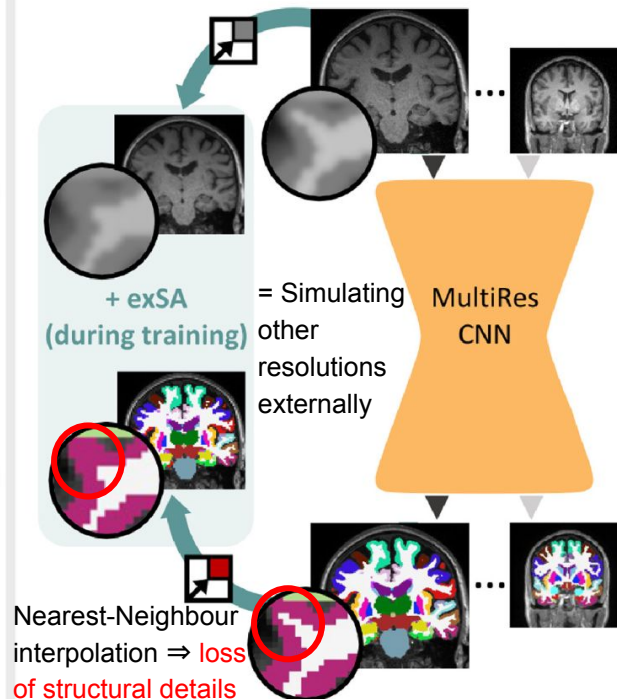 ...
+ exSA
(during training)
= Simulating
other
resolutions
externally
MultiRes
CNN
...
Nearest-Neighbour
interpolation ⇒ loss
of structural details